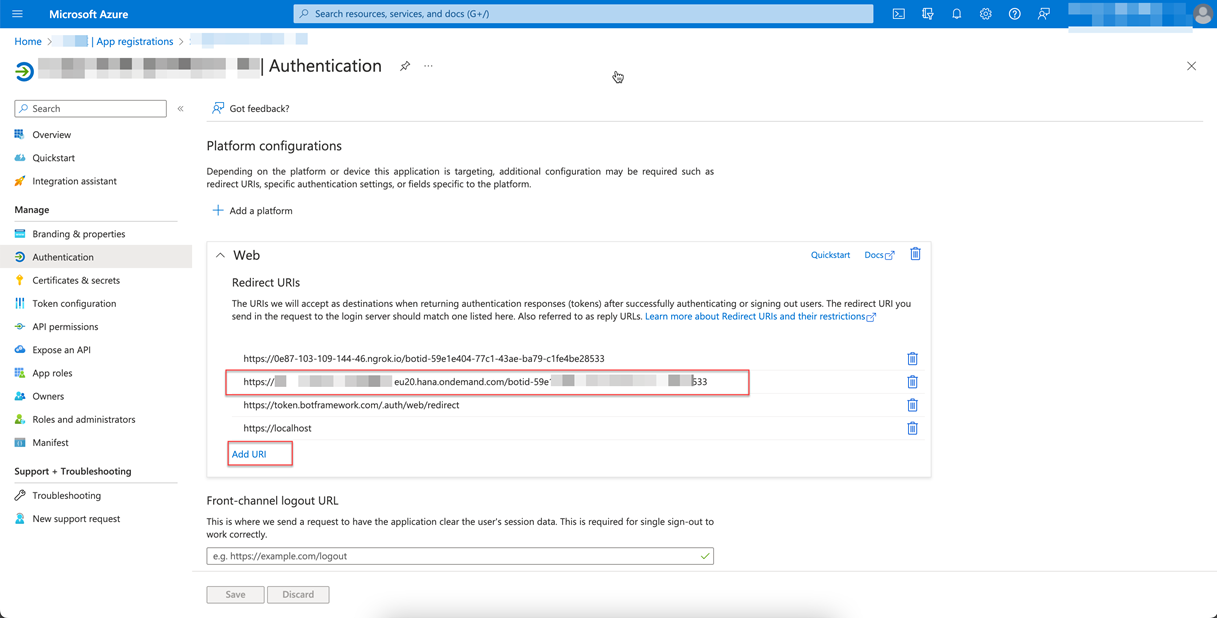 Microsoft Azure
Search resources, services, and docs (G+/)
Home > | App registrations >
| Authentication
Search
Got feedback?
Overview
Quickstart
Integration assistant
Manage
Branding & properties
Authentication
Certificates & secrets
Token configuration
API permissions
Expose an API
App roles
Owners
Roles and administrators
Manifest
Support + Troubleshooting
Troubleshooting
New support request
Platform configurations
Depending on the platform or device this application is targeting, additional configuration may be required such as
redirect URIs, specific authentication settings, or fields specific to the platform.
Add a platform
Web
Quickstart
Docs
Redirect URIs
The URIs we will accept as destinations when returning authentication responses (tokens) after successfully authenticating or signing out users. The redirect URI you
send in the request to the login server should match one listed here. Also referred to as reply URLs. Learn more about Redirect URIs and their restrictions
https://0e87-103-109-144-46.ngrok.io/botid-59e1e404-77c1-43ae-ba79-c1fe4be28533
https:// eu20.hana.ondemand.com/botid-59e 533
https://token.botframework.com/.auth/web/redirect
https://localhost
Add URI
Front-channel logout URL
This is where we send a request to have the application clear the user's session data. This is required for single sign-out to
work correctly.
e.g. https://example.com/logout
Save
Discard